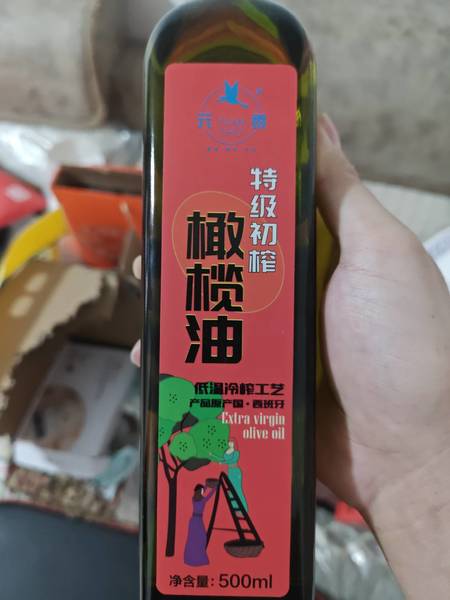 特级初榨
橄榄油
低温冷榨工艺
产品原产国·西班牙
Extra virgin
olive oil
净含量：500ml